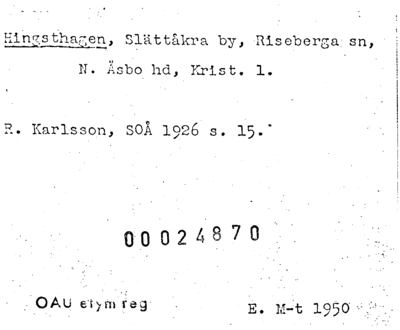 Hingsthagen, Slättåkra by, Riseberga sn,
N. Åsbo hd, Krist. l.
R. Karlsson, SOÅ 1926 s. 15.
00024870
OAU etym reg
E. M-t 1950